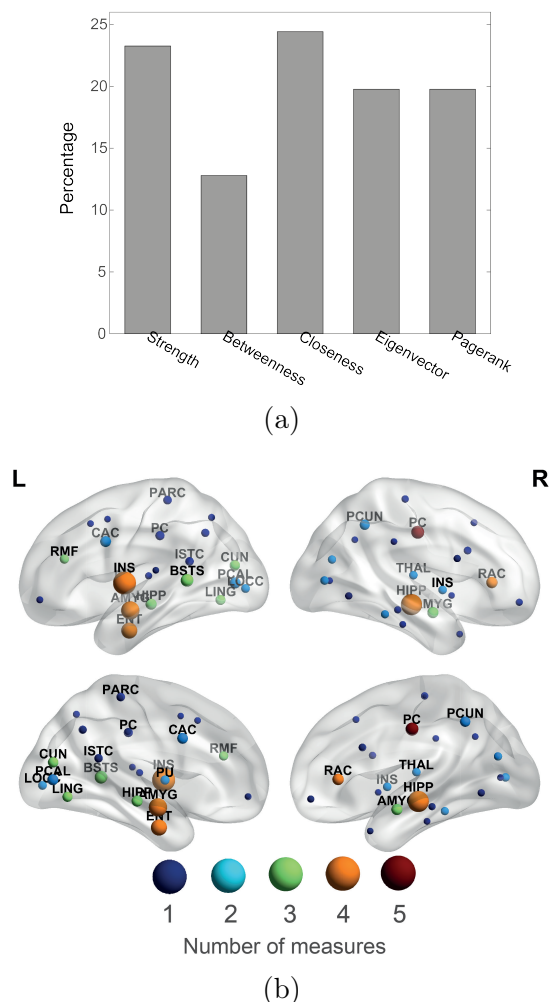 25
20
15
10
5
0
Percentage
Strength
Betweenness
Closeness
Eigenvector
Pagerank
(a)
L
R
PARC
CAC
PC
RMF
ISTC
CUN
INS
BSTS
PCAL
LOCC
AMYG
HIPP
LING
ENT
PCUN
PC
THAL
INS
RAC
HIPP
AMYG
PARC
PC
CAC
CUN
ISTC
RMF
PCAL
BSTS
INS
LOCC
PU
LING
HIPP
AMYG
ENT
PC
PCUN
RAC
THAL
INS
HIPP
AMYG
1 2 3 4 5
Number of measures
(b)